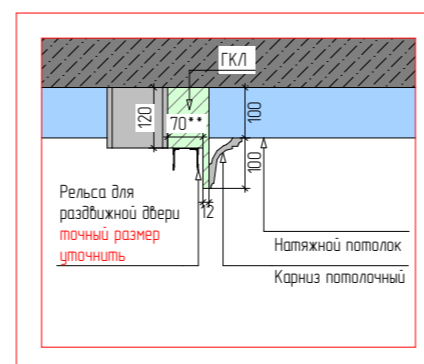 ГКЛ
120
70**
100
100
12
Рельса для
раздвижной двери
точный размер
уточнить
Натяжной потолок
Карниз потолочный